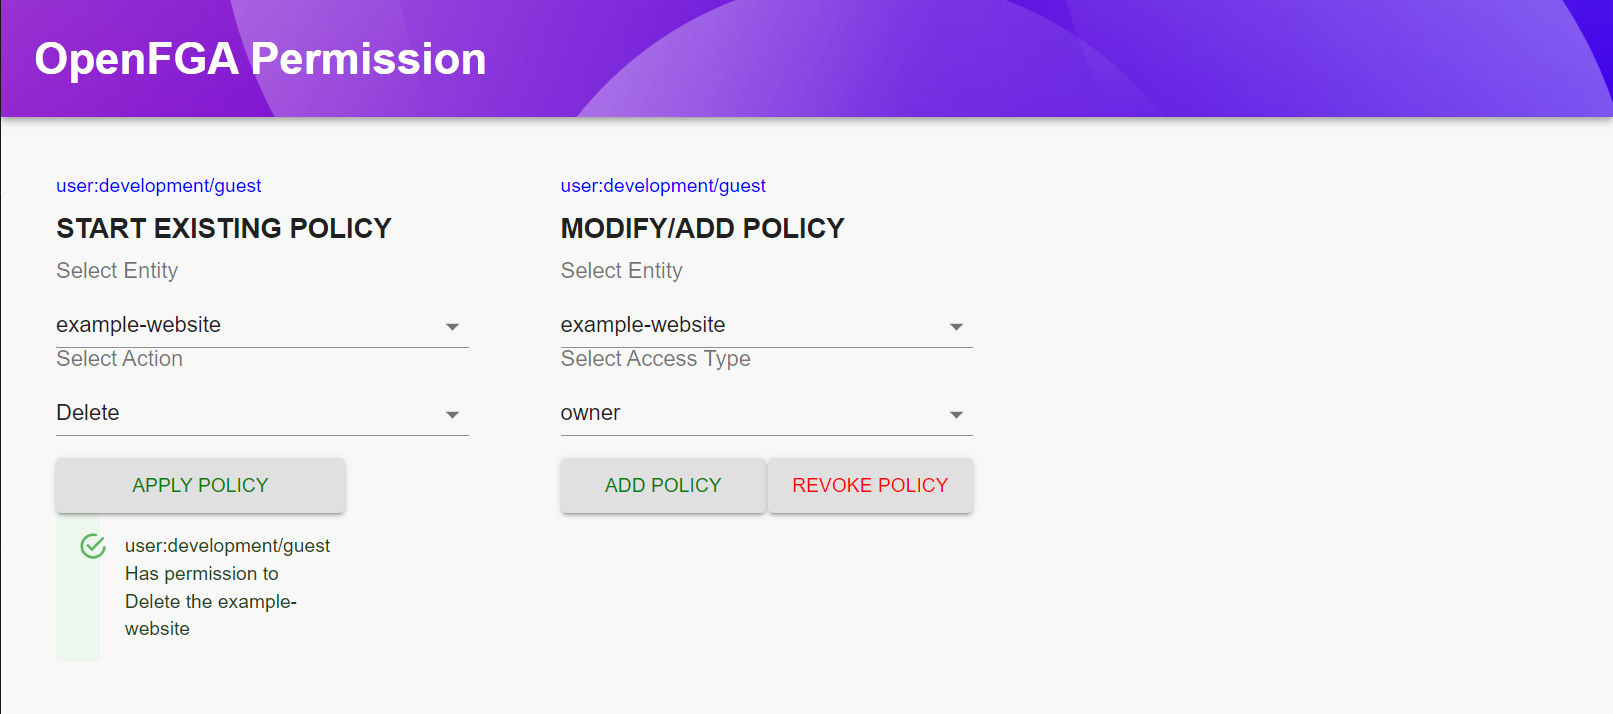 OpenFGA Permission
user:development/guest
START EXISTING POLICY
Select Entity
example-website
Select Action
Delete
APPLY POLICY
user:development/guest
Has permission to
Delete the example-
website
user:development/guest
MODIFY/ADD POLICY
Select Entity
example-website
Select Access Type
owner
ADD POLICY
REVOKE POLICY